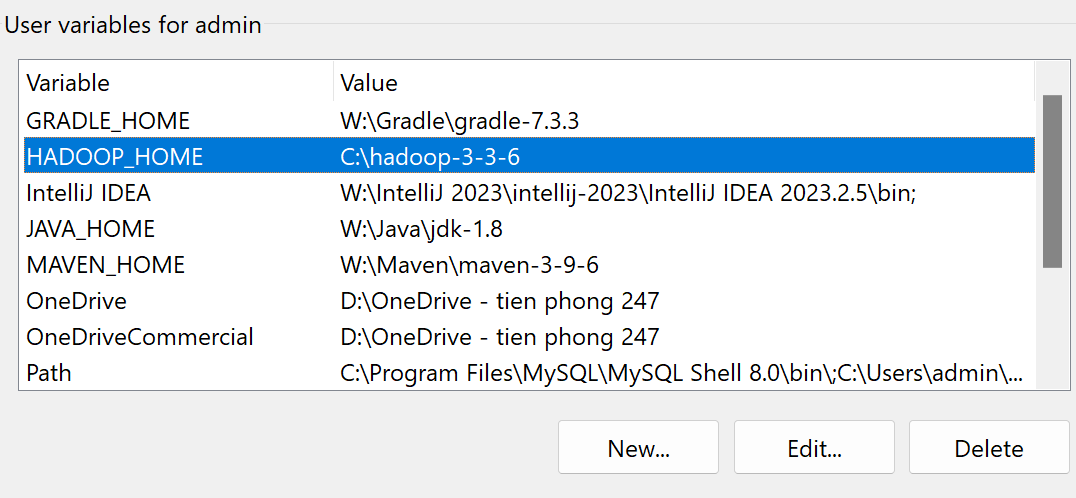 User variables for admin
Variable Value
GRADLE_HOME W:\Gradle\gradle-7.3.3
HADOOP_HOME C:\hadoop-3-3-6
IntelliJ IDEA W:\IntelliJ 2023\intellij-2023\IntelliJ IDEA 2023.2.5\bin;
JAVA_HOME W:\Java\jdk-1.8
MAVEN_HOME W:\Maven\maven-3-9-6
OneDrive D:\OneDrive - tien phong 247
OneDriveCommercial D:\OneDrive - tien phong 247
Path C:\Program Files\MySQL\MySQL Shell 8.0\bin\;C:\Users\admin\...
New... Edit... Delete